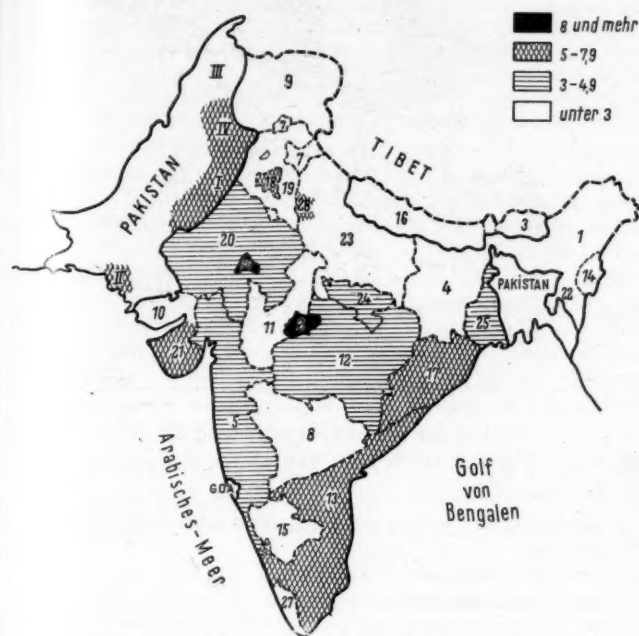 8 und mehr
5-7,9
3-4,9
unter 3
III
9
IV
7
TIBET
I
18
19
28
PAKISTAN
16
3
1
20
23
II
10
4
PAKISTAN
14
22
11
24
25
21
12
17
5
8
Arabisches-Meer
GOA
13
15
Golf
von
Bengalen
27